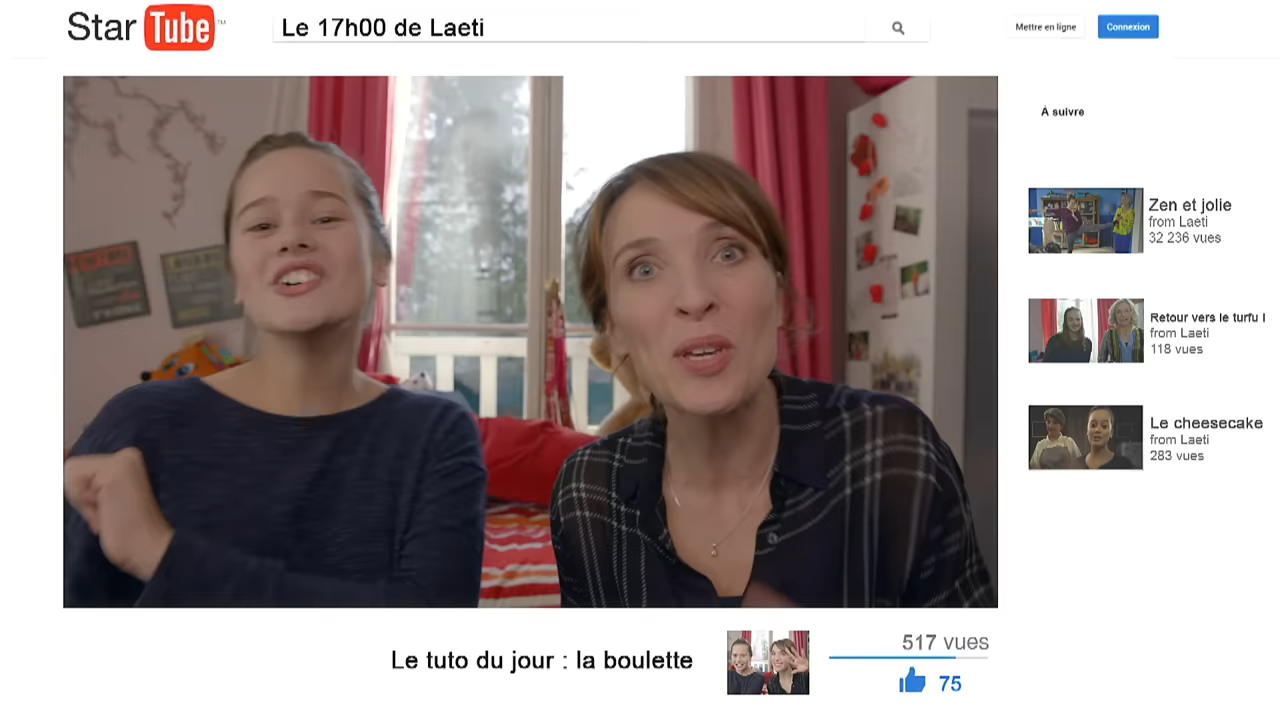 Star Tube™
Le 17h00 de Laeti
Mettre en ligne
Connexion
À suivre
Zen et jolie
from Laeti
32 236 vues
Retour vers le turfu !
from Laeti
118 vues
Le cheesecake
from Laeti
283 vues
Le tuto du jour : la boulette
517 vues
75